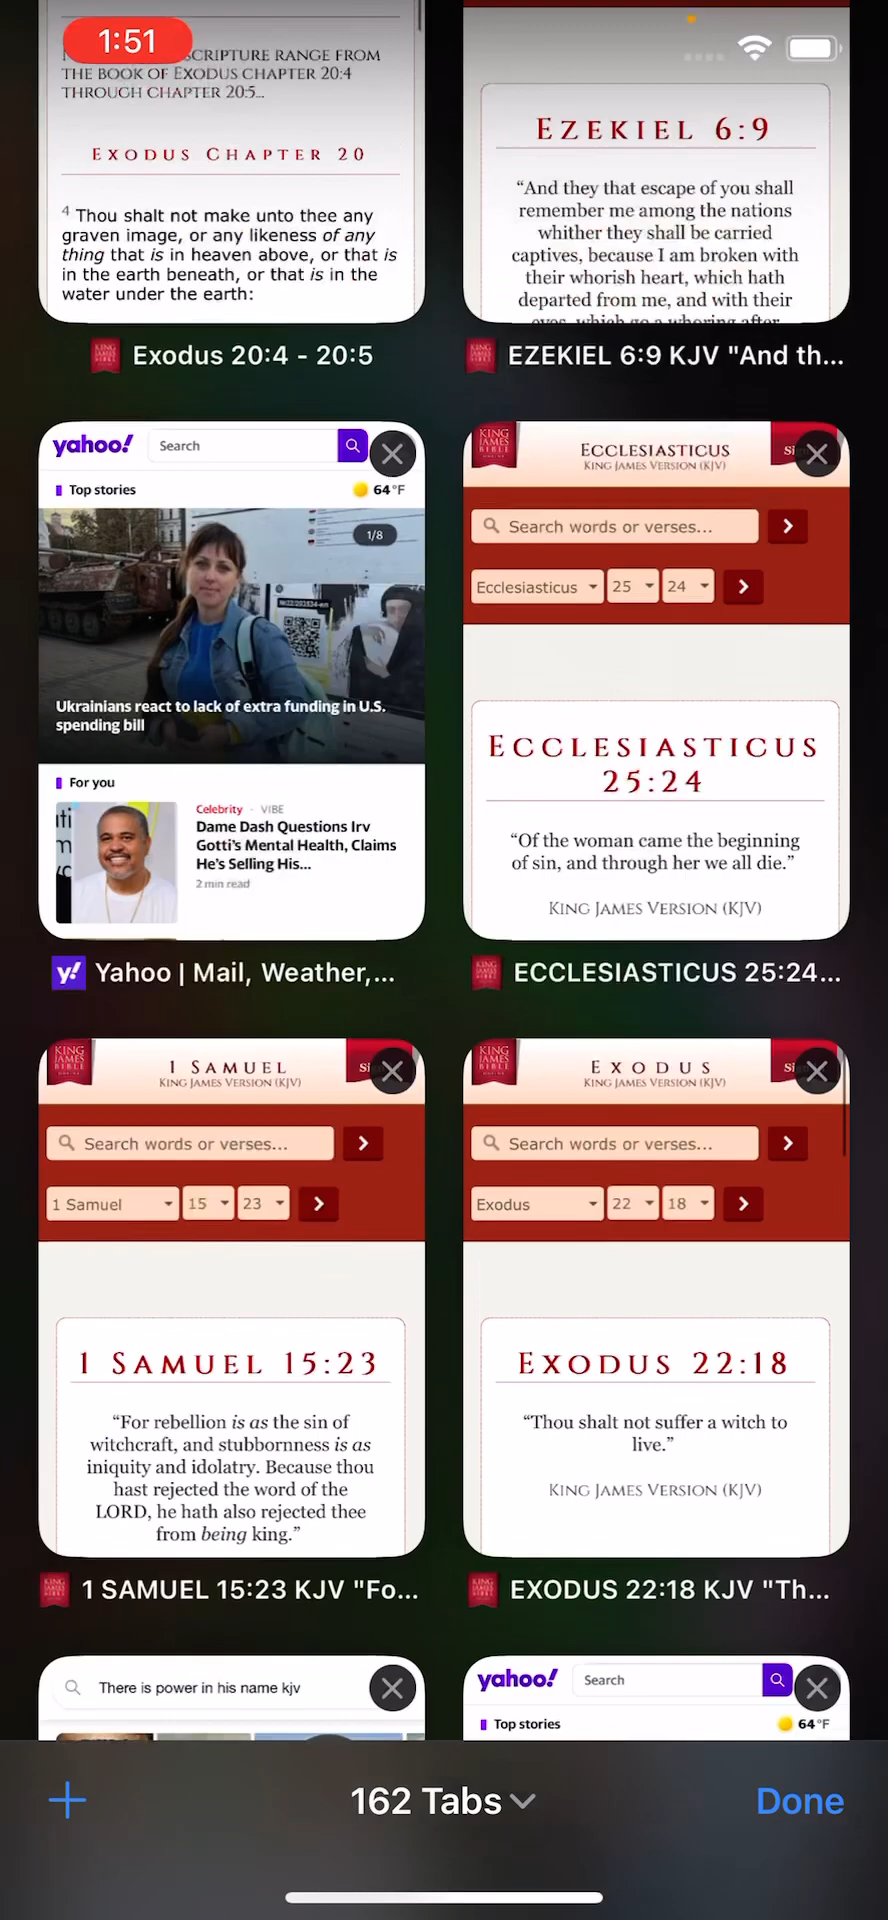 1:51
SCRIPTURE RANGE FROM
THE BOOK OF EXODUS CHAPTER 20:4
THROUGH CHAPTER 20:5...
EXODUS CHAPTER 20
4 Thou shalt not make unto thee any
graven image, or any likeness of any
thing that is in heaven above, or that is
in the earth beneath, or that is in the
water under the earth:
Exodus 20:4 - 20:5
EZEKIEL 6:9
“And they that escape of you shall
remember me among the nations
whither they shall be carried
captives, because I am broken with
their whorish heart, which hath
departed from me, and with their
eyes, which go a whoring after
EZEKIEL 6:9 KJV "And th...
yahoo!
Search
Top stories
64°F
1/8
Ukrainians react to lack of extra funding in U.S.
spending bill
For you
Celebrity · VIBE
Dame Dash Questions Irv
Gotti’s Mental Health, Claims
He’s Selling His...
2 min read
y! Yahoo | Mail, Weather,...
KING
JAMES
BIBLE
ECCLESIASTICUS
KING JAMES VERSION (KJV)
Search words or verses...
Ecclesiasticus 25 24
ECCLESIASTICUS
25:24
“Of the woman came the beginning
of sin, and through her we all die.”
KING JAMES VERSION (KJV)
ECCLESIASTICUS 25:24...
KING
JAMES
BIBLE
1 SAMUEL
KING JAMES VERSION (KJV)
Search words or verses...
1 Samuel 15 23
1 SAMUEL 15:23
“For rebellion is as the sin of
witchcraft, and stubbornness is as
iniquity and idolatry. Because thou
hast rejected the word of the
LORD, he hath also rejected thee
from being king.”
1 SAMUEL 15:23 KJV "Fo...
KING
JAMES
BIBLE
EXODUS
KING JAMES VERSION (KJV)
Search words or verses...
Exodus 22 18
EXODUS 22:18
“Thou shalt not suffer a witch to
live.”
KING JAMES VERSION (KJV)
EXODUS 22:18 KJV "Th...
There is power in his name kjv
yahoo!
Search
Top stories
64°F
162 Tabs
Done